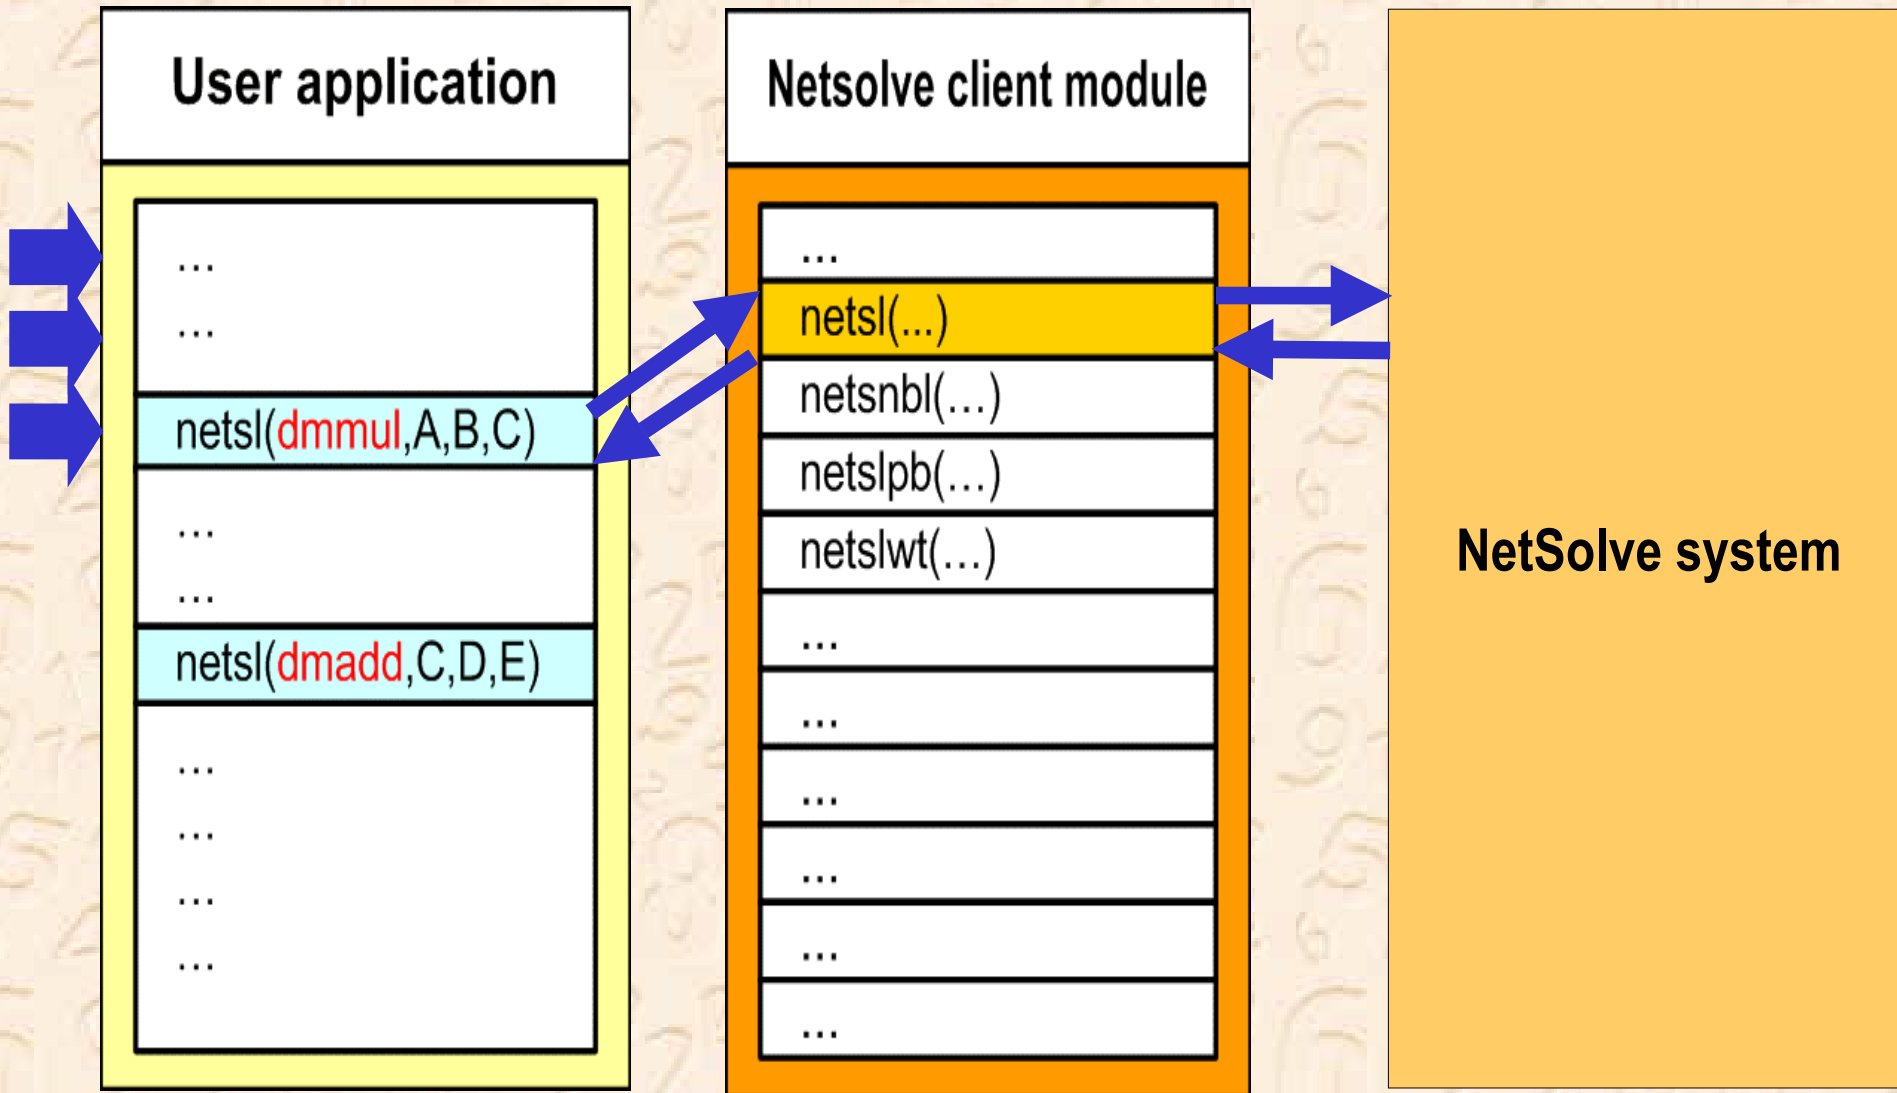 User application
...
...
netsl(dmmul,A,B,C)
...
...
netsl(dmadd,C,D,E)
...
...
...
...
Netsolve client module
...
netsl(...)
netsnbl(...)
netslpb(...)
netslwt(...)
...
...
...
...
...
...
NetSolve system